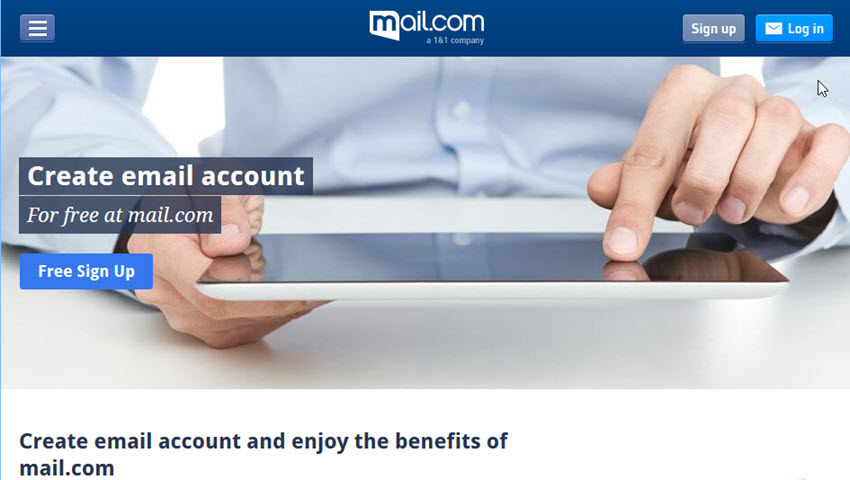 mail.com
a 1&1 company
Sign up
Log in
Create email account
For free at mail.com
Free Sign Up
Create email account and enjoy the benefits of
mail.com